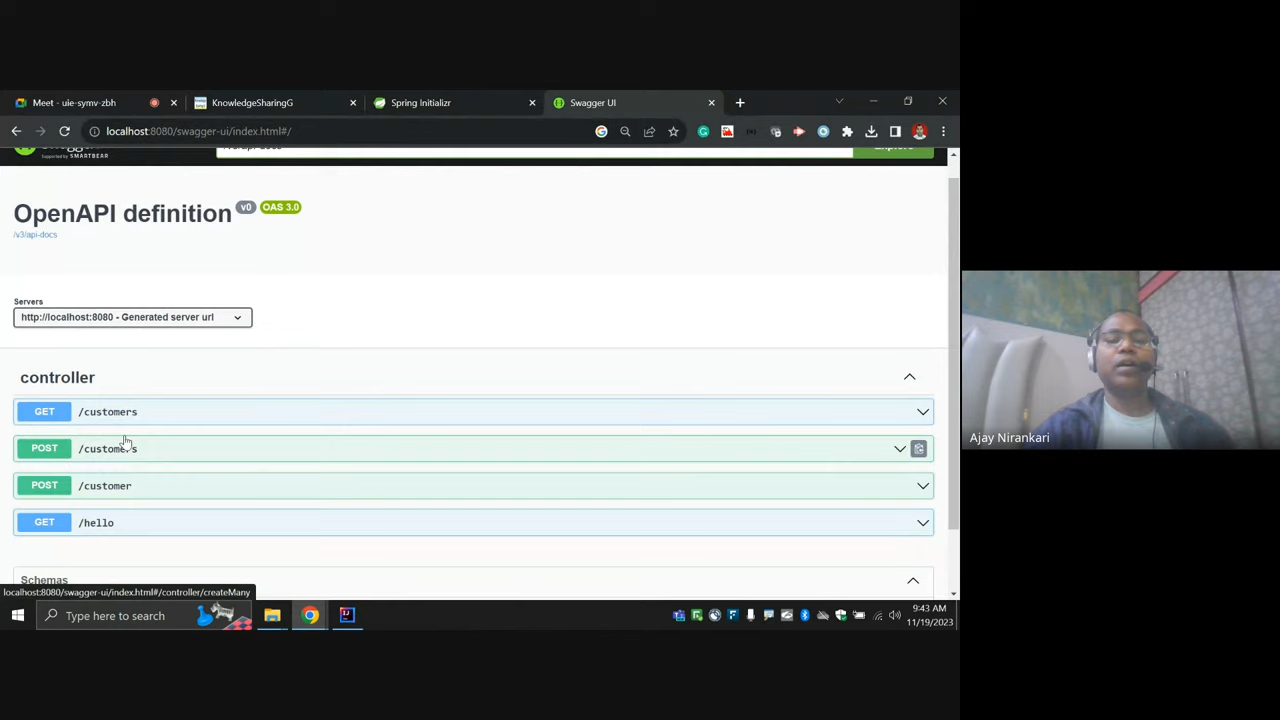 Meet - uie-symv-zbh
KnowledgeSharingG
Spring Initializr
Swagger UI
localhost:8080/swagger-ui/index.html#/
Supported by SMARTBEAR
OpenAPI definition v0 OAS 3.0
/v3/api-docs
Servers
http://localhost:8080 - Generated server url
controller
GET /customers
POST /customers
POST /customer
GET /hello
Schemas
localhost:8080/swagger-ui/index.html#/controller/createMany
Type here to search
9:43 AM
11/19/2023
Ajay Nirankari